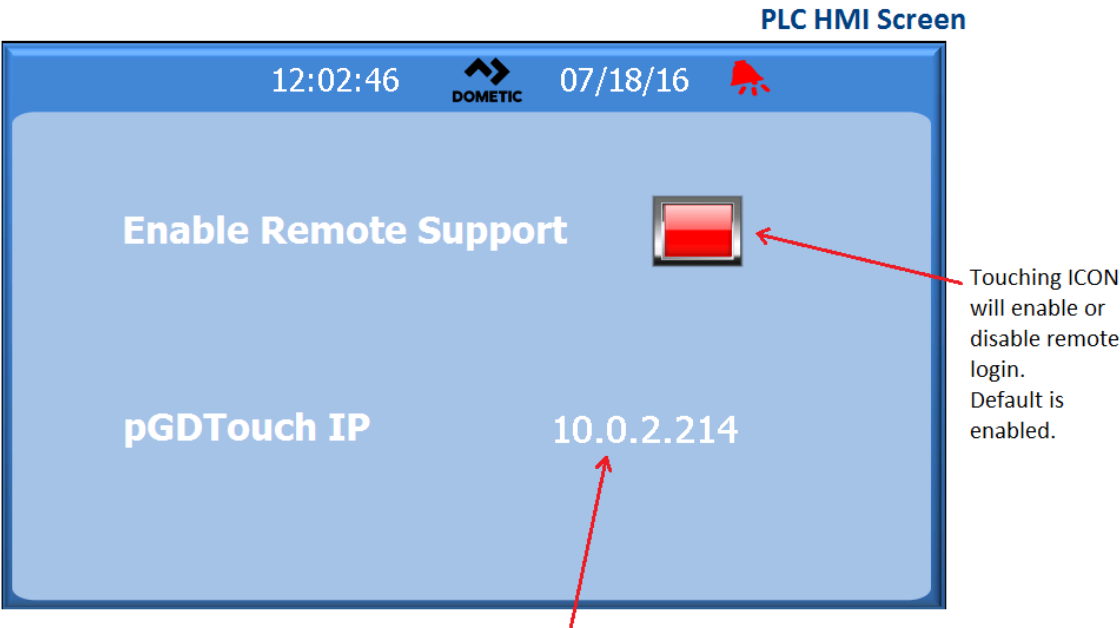 PLC HMI Screen
12:02:46 DOMETIC 07/18/16
Enable Remote Support
Touching ICON
will enable or
disable remote
login.
Default is
enabled.
pGDTouch IP 10.0.2.214